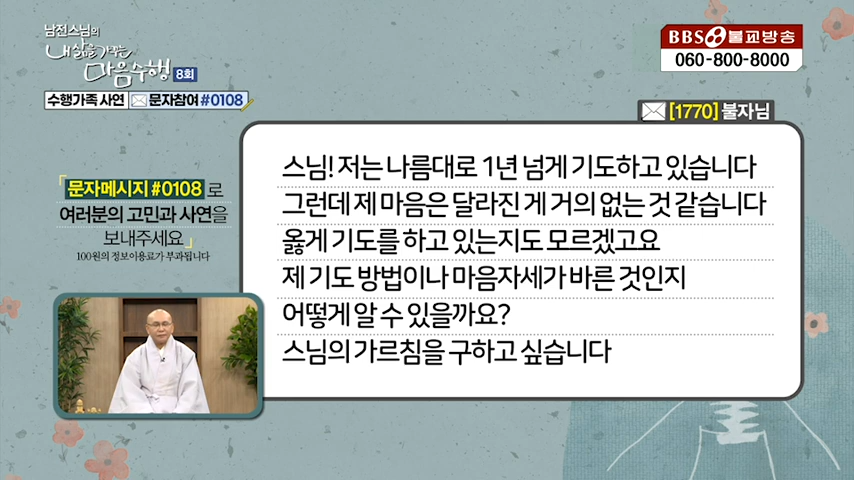 남전스님의
내 삶을 가꾸는
마음수행 8회
수행가족 사연 문자참여 #0108
BBS 불교방송
060-800-8000
[1770] 불자님
「문자메시지 #0108 로
여러분의 고민과 사연을
보내주세요」
100원의 정보이용료가 부과됩니다
스님! 저는 나름대로 1년 넘게 기도하고 있습니다
그런데 제 마음은 달라진 게 거의 없는 것 같습니다
옳게 기도를 하고 있는지도 모르겠고요
제 기도 방법이나 마음자세가 바른 것인지
어떻게 알 수 있을까요?
스님의 가르침을 구하고 싶습니다